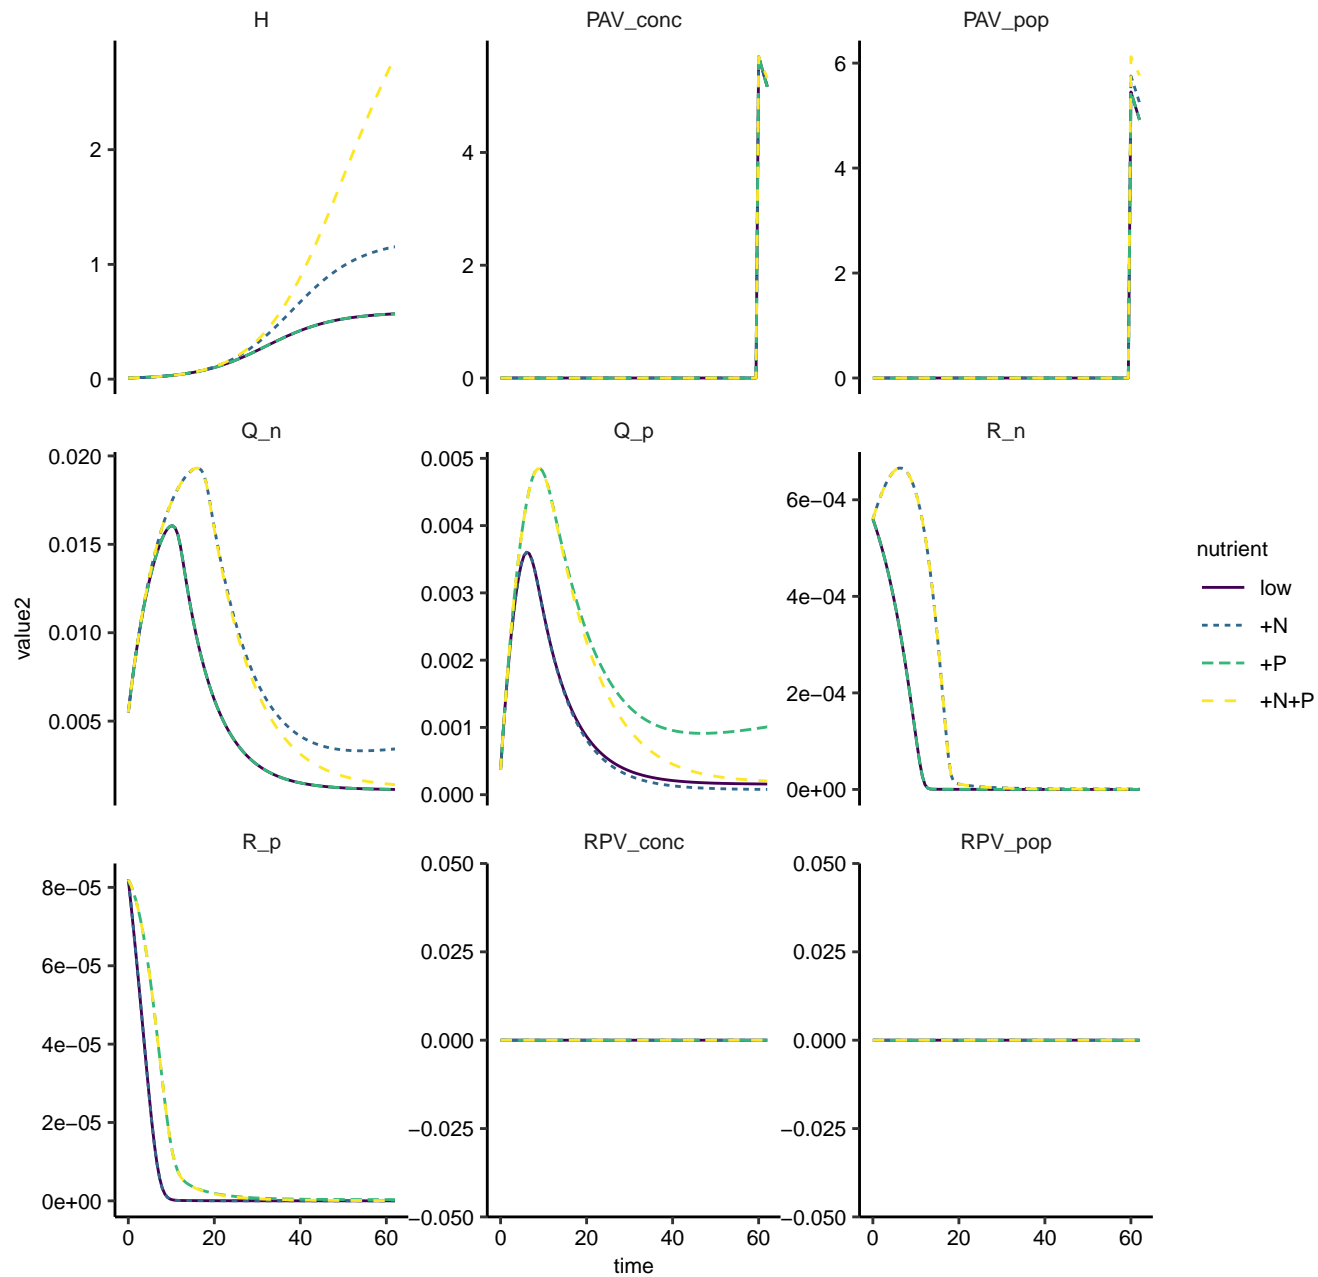 H
PAV_conc
PAV_pop
2
1
0
4
2
0
6
4
2
0
Q_n
Q_p
R_n
0.020
0.015
0.010
0.005
0.005
0.004
0.003
0.002
0.001
0.000
6e−04
4e−04
2e−04
0e+00
value2
nutrient
low
+N
+P
+N+P
R_p
RPV_conc
RPV_pop
8e−05
6e−05
4e−05
2e−05
0e+00
0.050
0.025
0.000
−0.025
−0.050
0.050
0.025
0.000
−0.025
−0.050
0 20 40 60
0 20 40 60
0 20 40 60
time